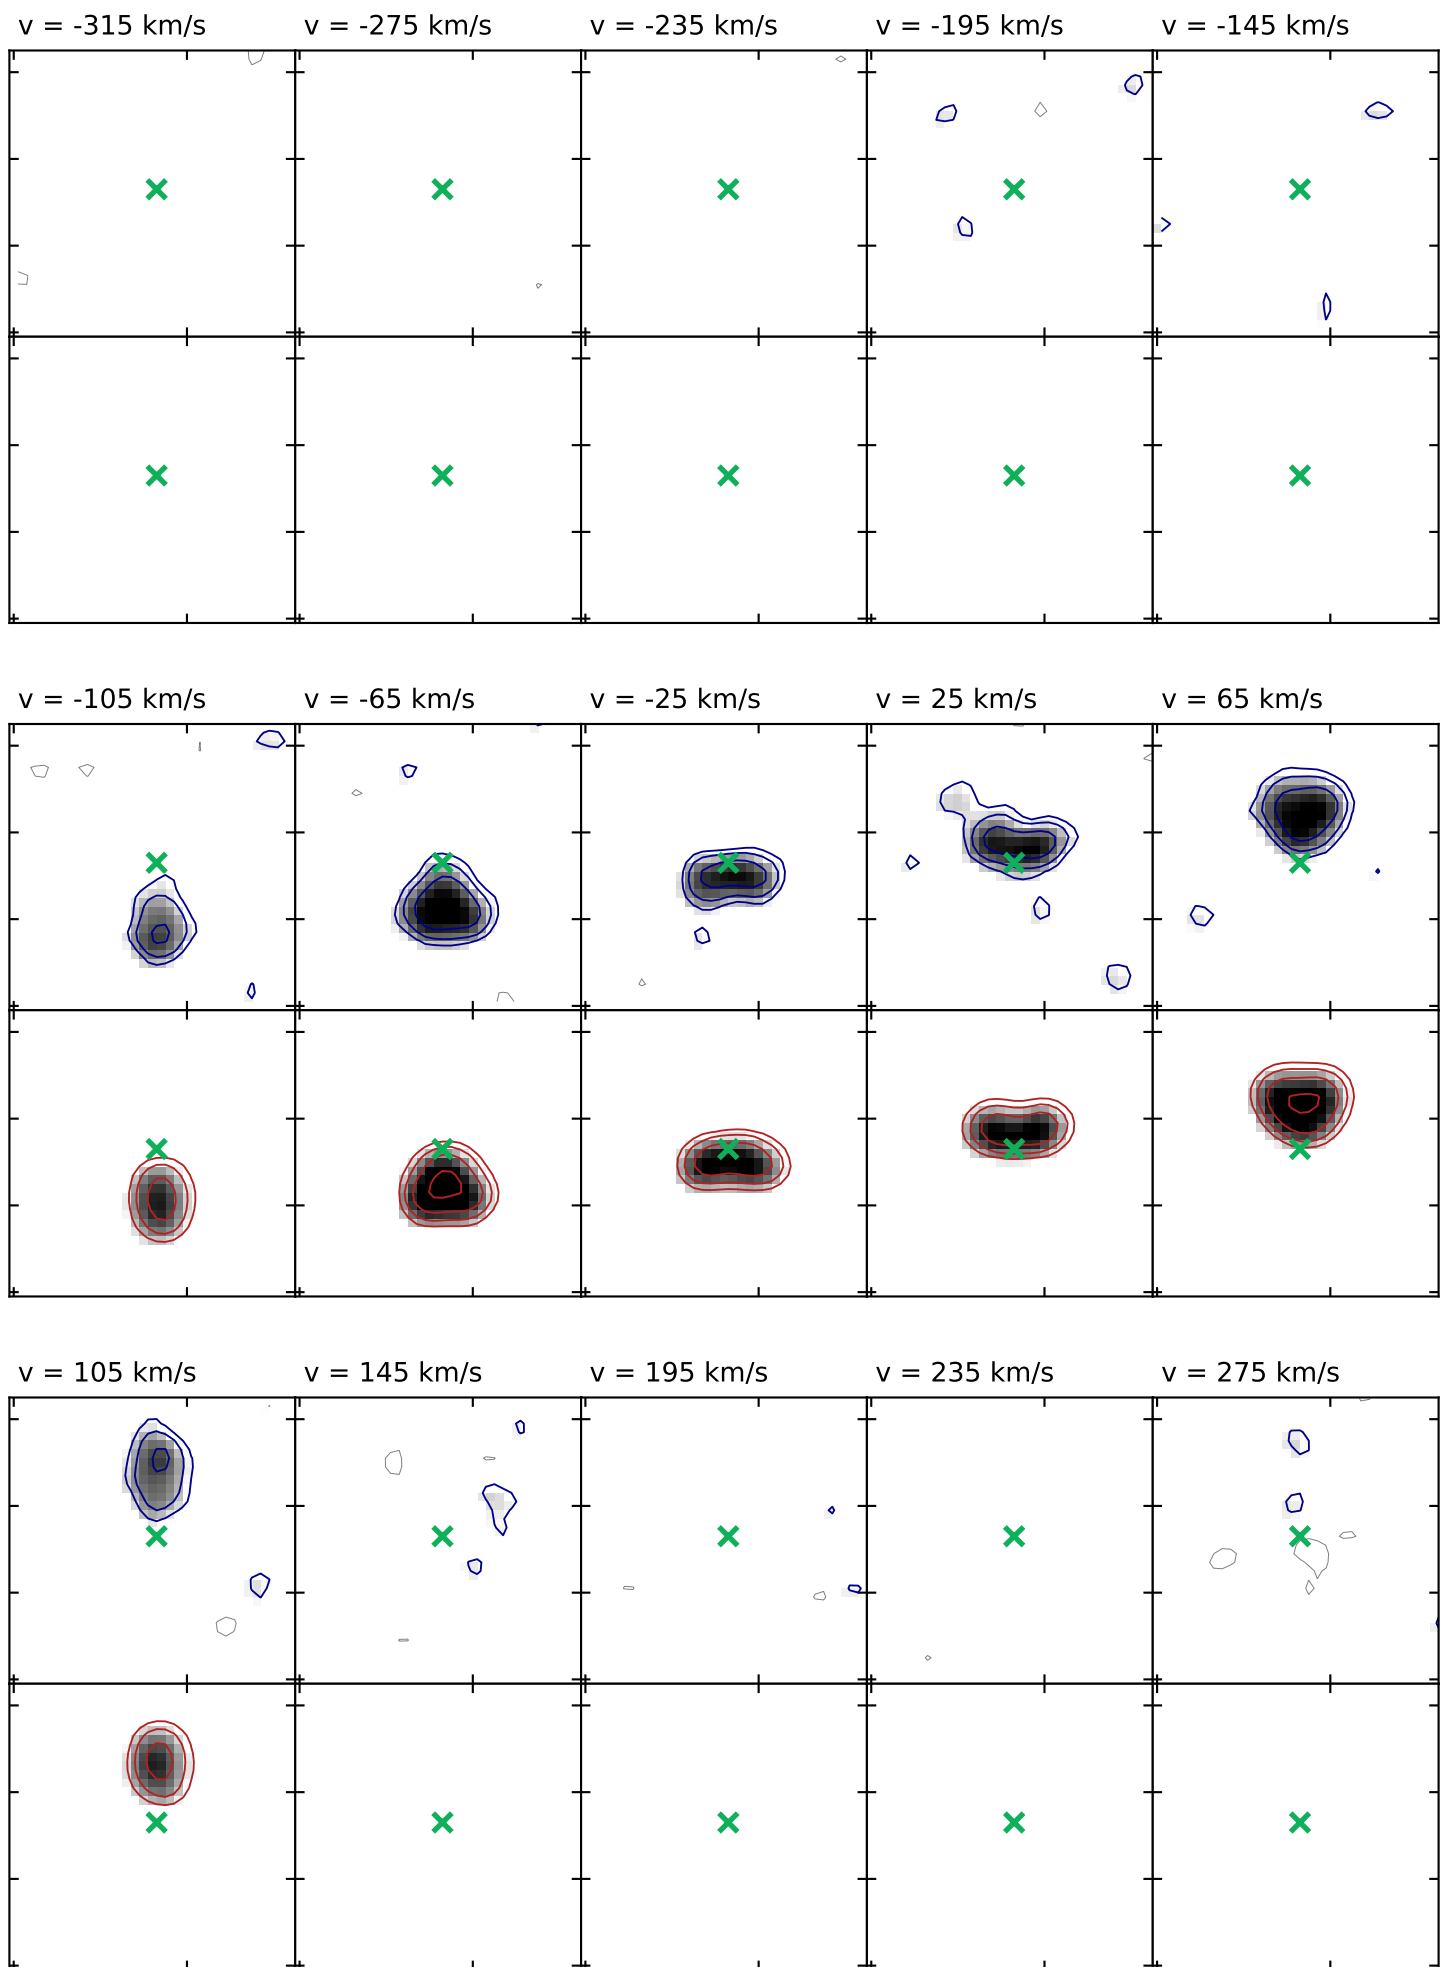 v = -315 km/s
v = -275 km/s
v = -235 km/s
v = -195 km/s
v = -145 km/s
v = -105 km/s
v = -65 km/s
v = -25 km/s
v = 25 km/s
v = 65 km/s
v = 105 km/s
v = 145 km/s
v = 195 km/s
v = 235 km/s
v = 275 km/s